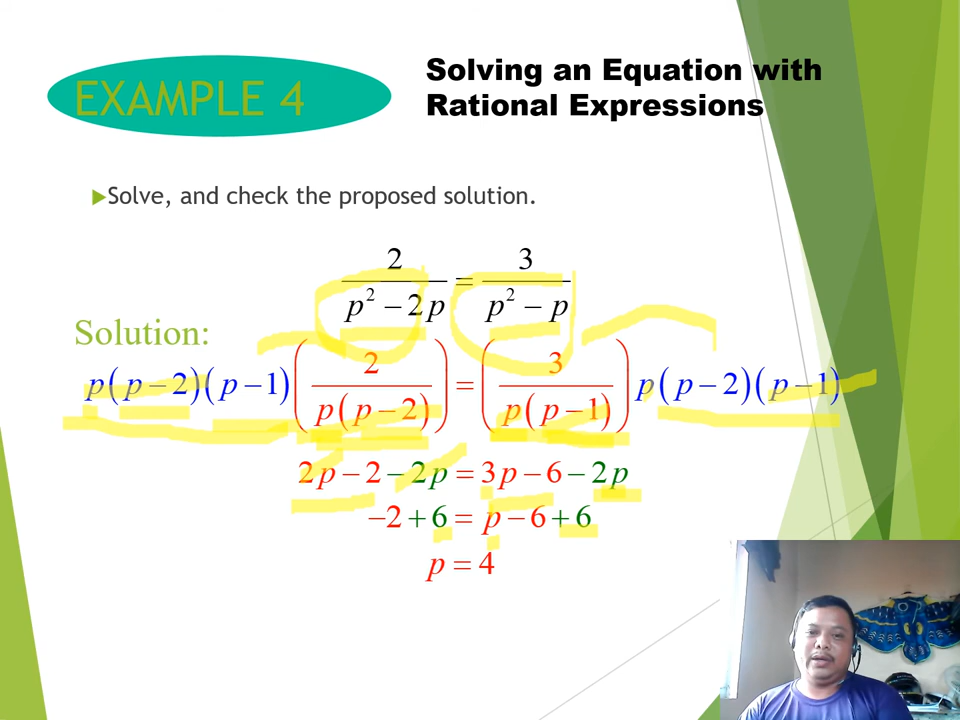 EXAMPLE 4
Solving an Equation with
Rational Expressions
Solve, and check the proposed solution.
2/(p² − 2p) = 3/(p² − p)
Solution:
p(p − 2)(p − 1)(2/(p(p − 2))) = (3/(p(p − 1)))p(p − 2)(p − 1)
2p − 2 − 2p = 3p − 6 − 2p
−2 + 6 = p − 6 + 6
p = 4